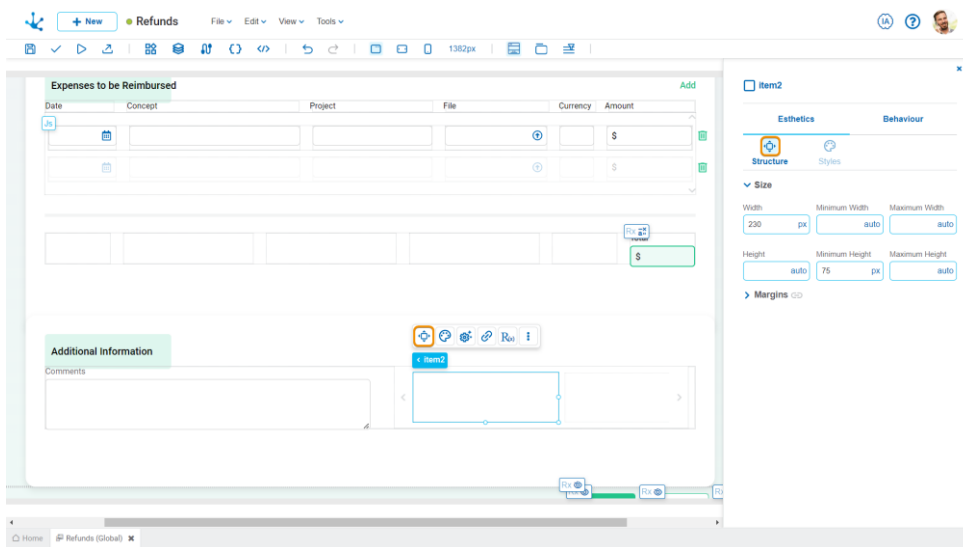 + New
Refunds
File
Edit
View
Tools
IA
?
1382px
Expenses to be Reimbursed
Add
Date
Concept
Project
File
Currency
Amount
Js
$
$
Rx
Total
$
Additional Information
Comments
R(x)
< item2
Rx
Rx
Rx
Rx
item2
Esthetics
Behaviour
Structure
Styles
Size
Width
Minimum Width
Maximum Width
230 px
auto
auto
Height
Minimum Height
Maximum Height
auto
75 px
auto
Margins
Home
Refunds (Global)